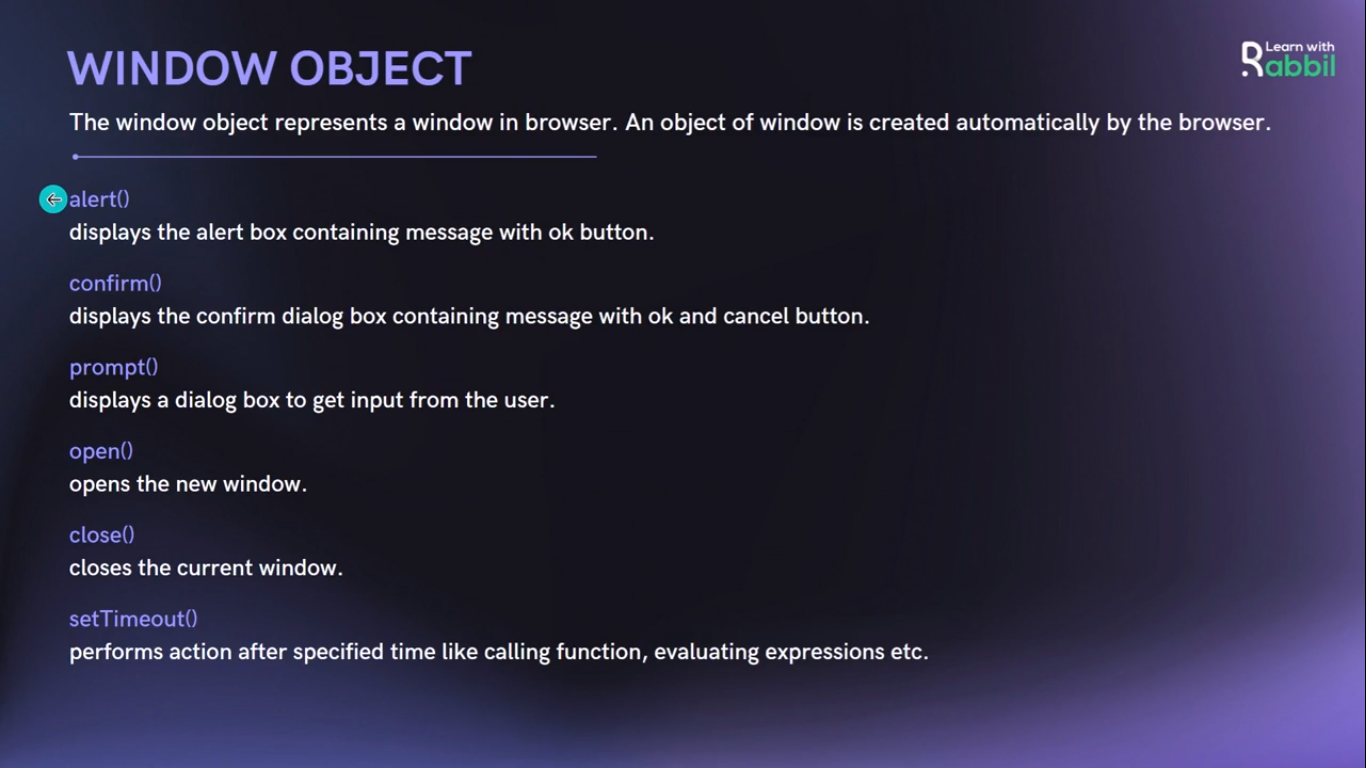 WINDOW OBJECT
Learn with
Rabbil
The window object represents a window in browser. An object of window is created automatically by the browser.
alert()
displays the alert box containing message with ok button.
confirm()
displays the confirm dialog box containing message with ok and cancel button.
prompt()
displays a dialog box to get input from the user.
open()
opens the new window.
close()
closes the current window.
setTimeout()
performs action after specified time like calling function, evaluating expressions etc.